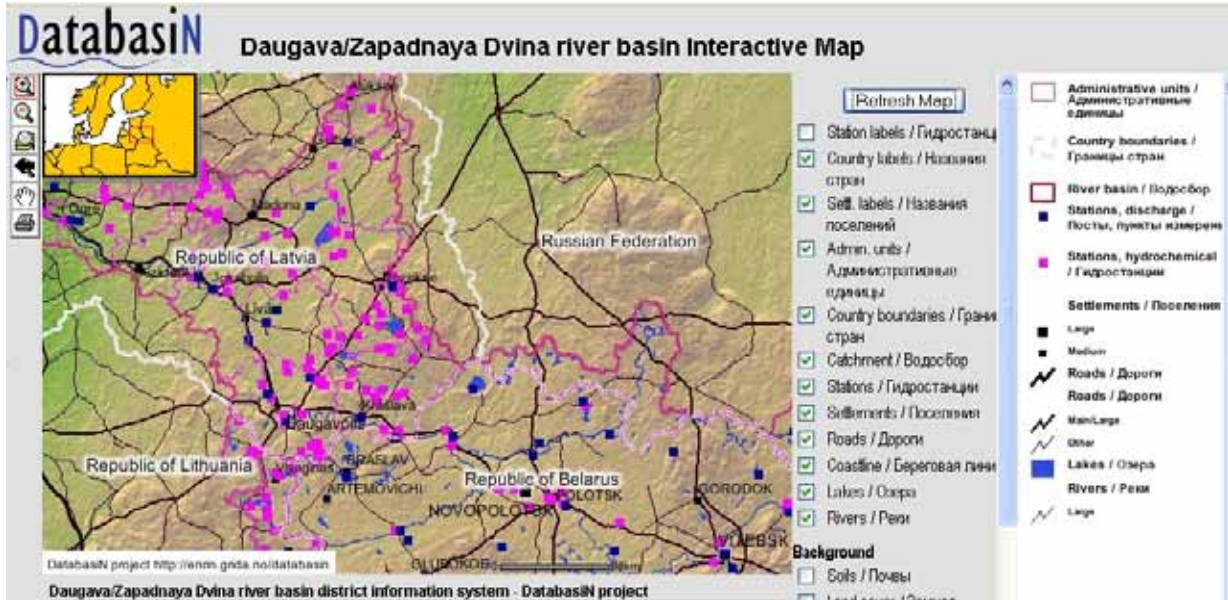 DatabasiN
Daugava/Zapadnaya Dvina river basin Interactive Map
Madona
Ogre
Republic of Latvia
Russian Federation
Daugavpils
Republic of Lithuania
Visaginas
BRASLAV
ARTEMOVICHI
Republic of Belarus
POLOTSK
NOVOPOLOTSK
GORODOK
VITEBSK
DatabasiN project http://enrin.grida.no/databasin
Daugava/Zapadnaya Dvina river basin district information system - DatabasiN project
Refresh Map
Station labels / Гидростанц
Country labels / Названия
стран
Settl. labels / Названия
поселений
Admin. units /
Административные
единицы
Country boundaries / Грани
стран
Catchment / Водосбор
Stations / Гидростанции
Settlements / Поселения
Roads / Дороги
Coastline / Береговая лини
Lakes / Озера
Rivers / Реки
Background
Soils / Почвы
Administrative units /
Административные
единицы
Country boundaries /
Границы стран
River basin / Водосбор
Stations, discharge /
Посты, пункты измерен
Stations, hydrochemical
/ Гидростанции
Settlements / Поселения
Large
Medium
Roads / Дороги
Roads / Дороги
Main/Large
Other
Lakes / Озера
Rivers / Реки
Large